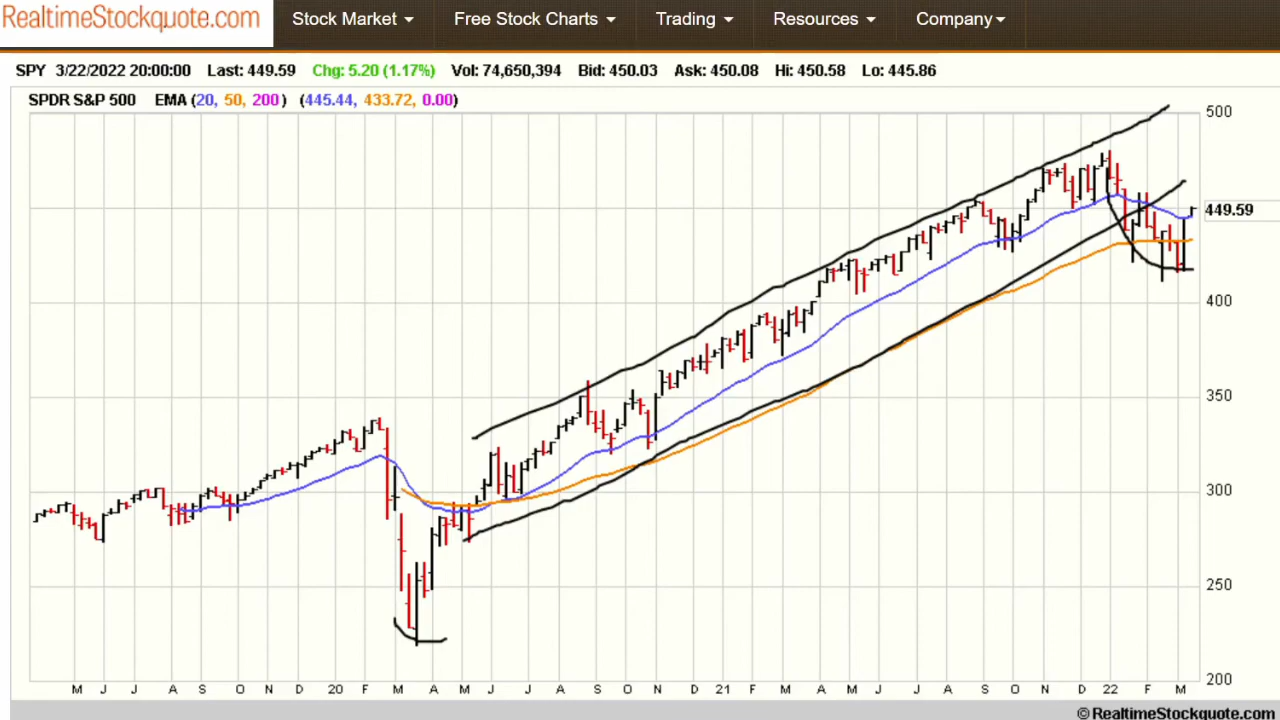 RealtimeStockquote.com Stock Market Free Stock Charts Trading Resources Company
SPY 3/22/2022 20:00:00 Last: 449.59 Chg: 5.20 (1.17%) Vol: 74,650,394 Bid: 450.03 Ask: 450.08 Hi: 450.58 Lo: 445.86
SPDR S&P 500 EMA (20, 50, 200) (445.44, 433.72, 0.00)
500
449.59
400
350
300
250
200
M J J A S O N D 20 F M A M J J A S O N D 21 F M A M J J A S O N D 22 F M
© RealtimeStockquote.com